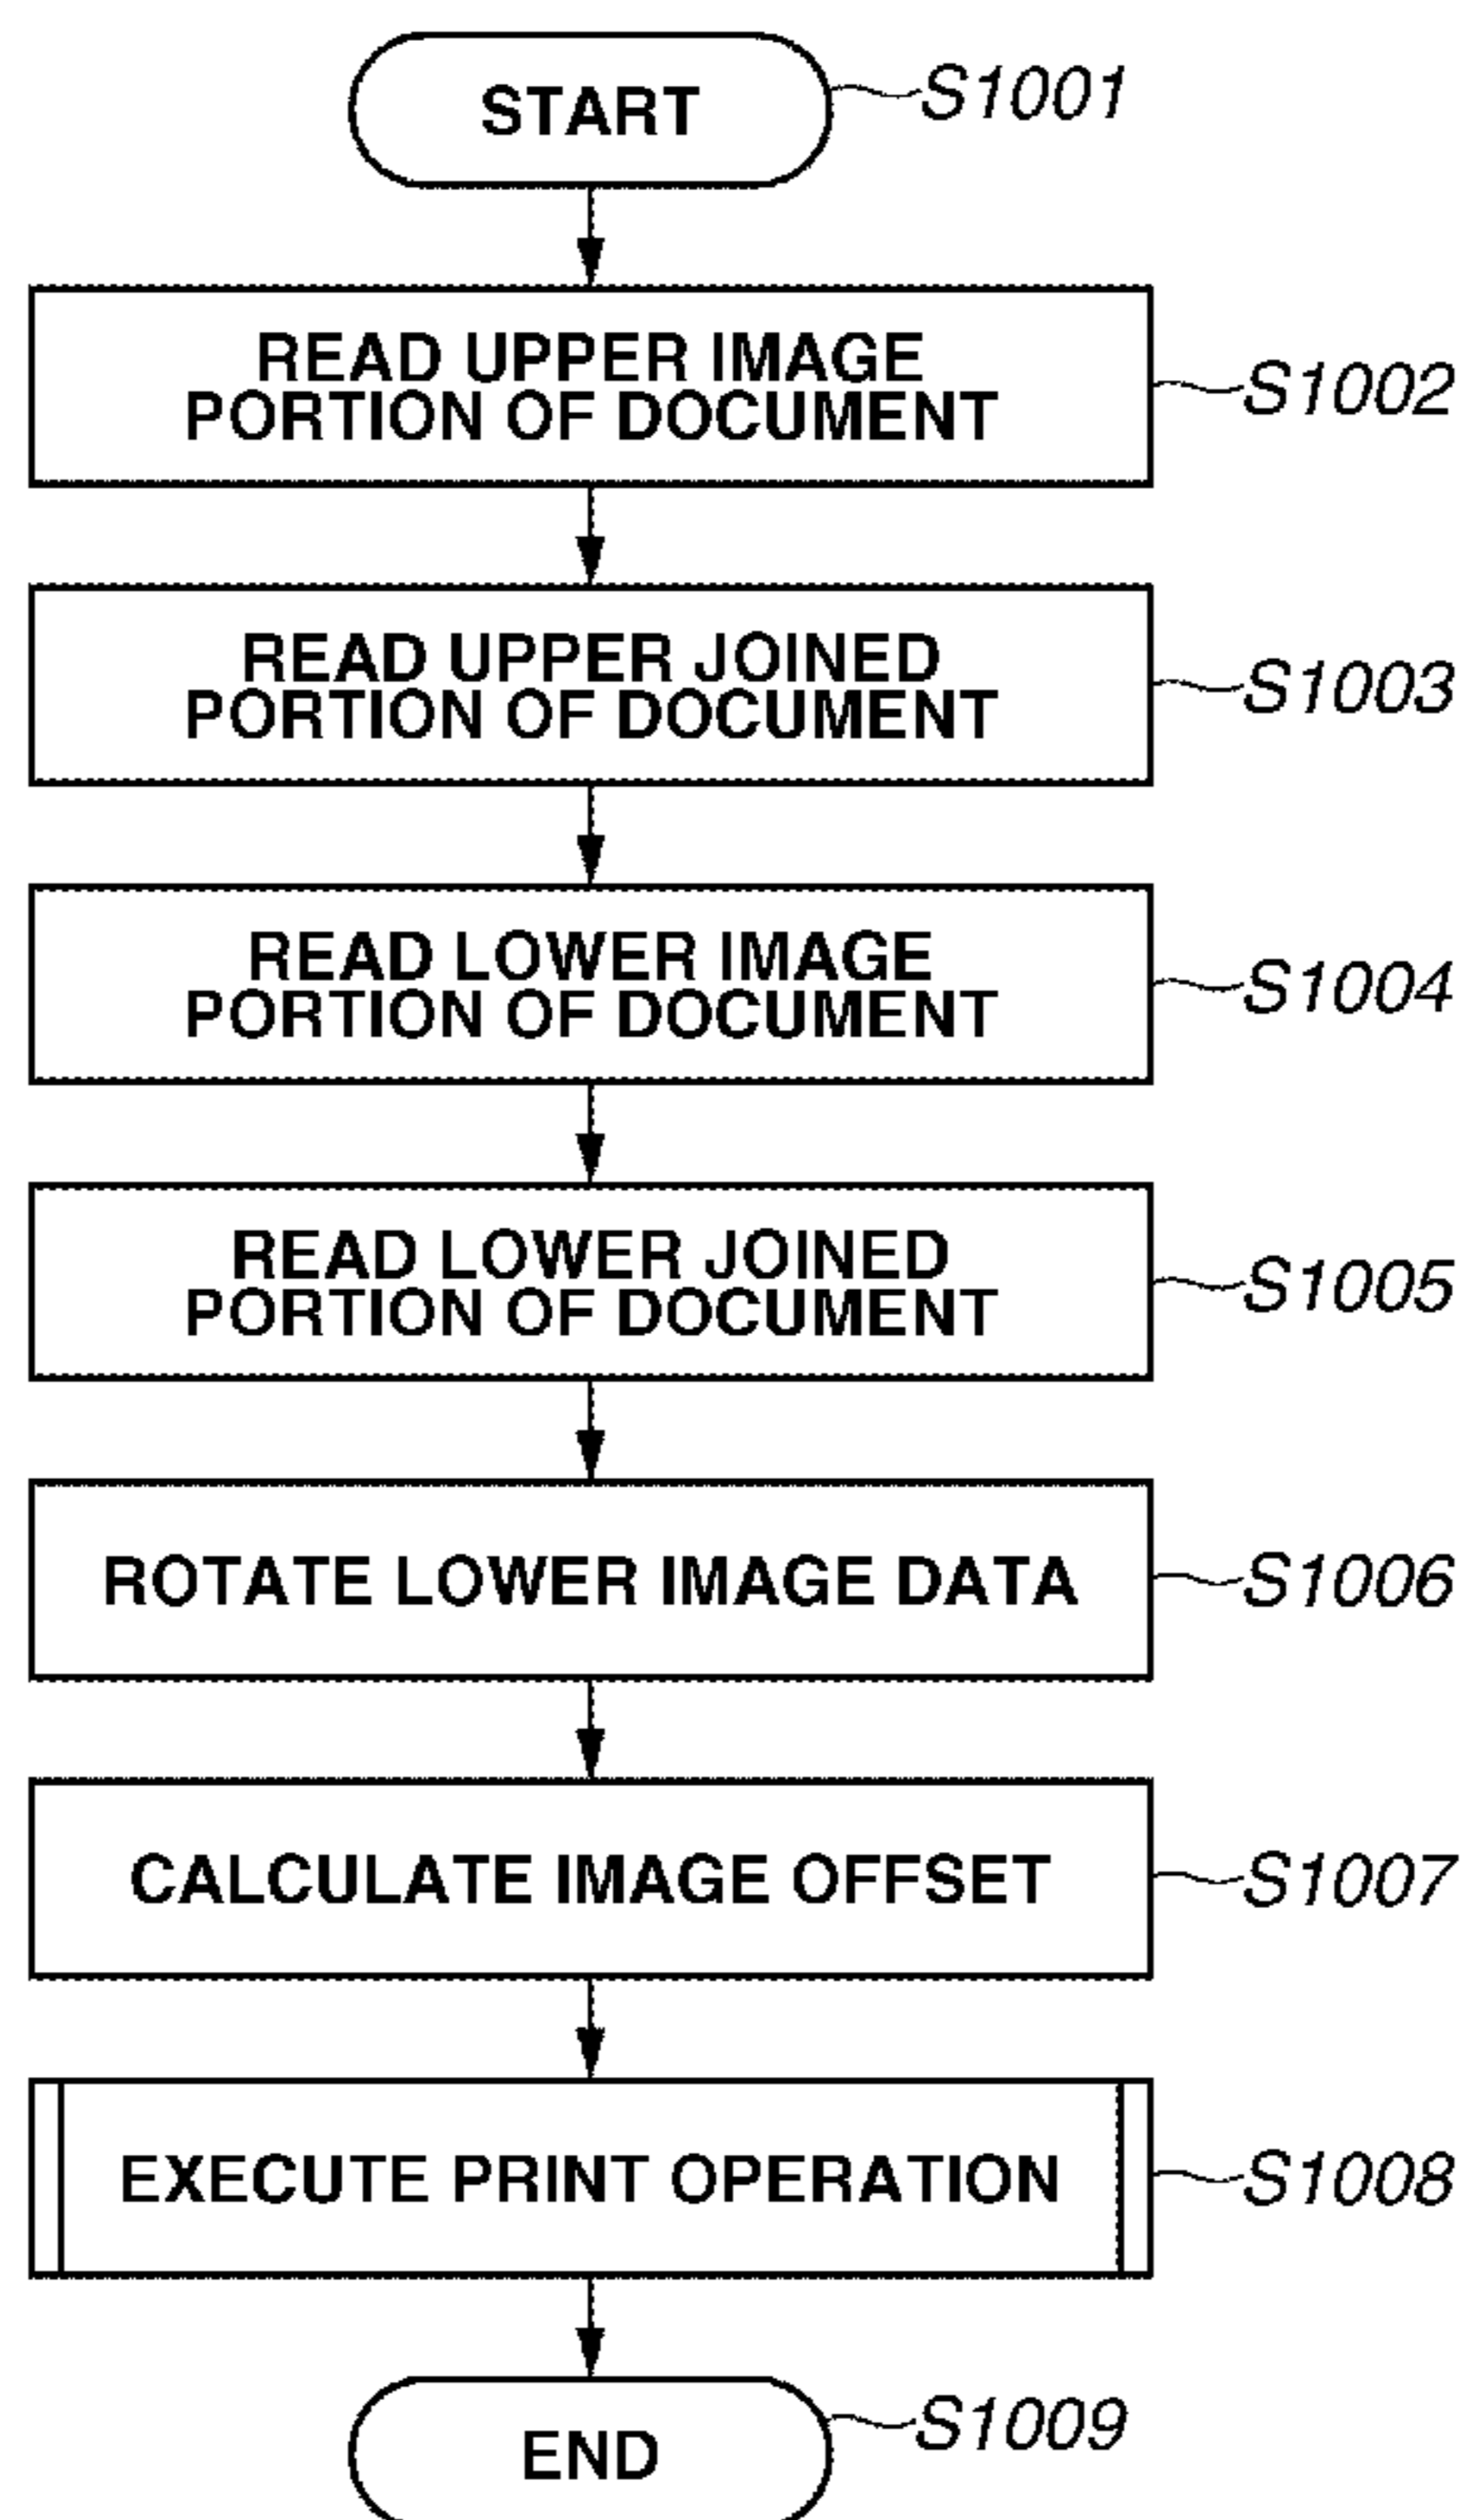 START
S1001
READ UPPER IMAGE
PORTION OF DOCUMENT
S1002
READ UPPER JOINED
PORTION OF DOCUMENT
S1003
READ LOWER IMAGE
PORTION OF DOCUMENT
S1004
READ LOWER JOINED
PORTION OF DOCUMENT
S1005
ROTATE LOWER IMAGE DATA
S1006
CALCULATE IMAGE OFFSET
S1007
EXECUTE PRINT OPERATION
S1008
END
S1009